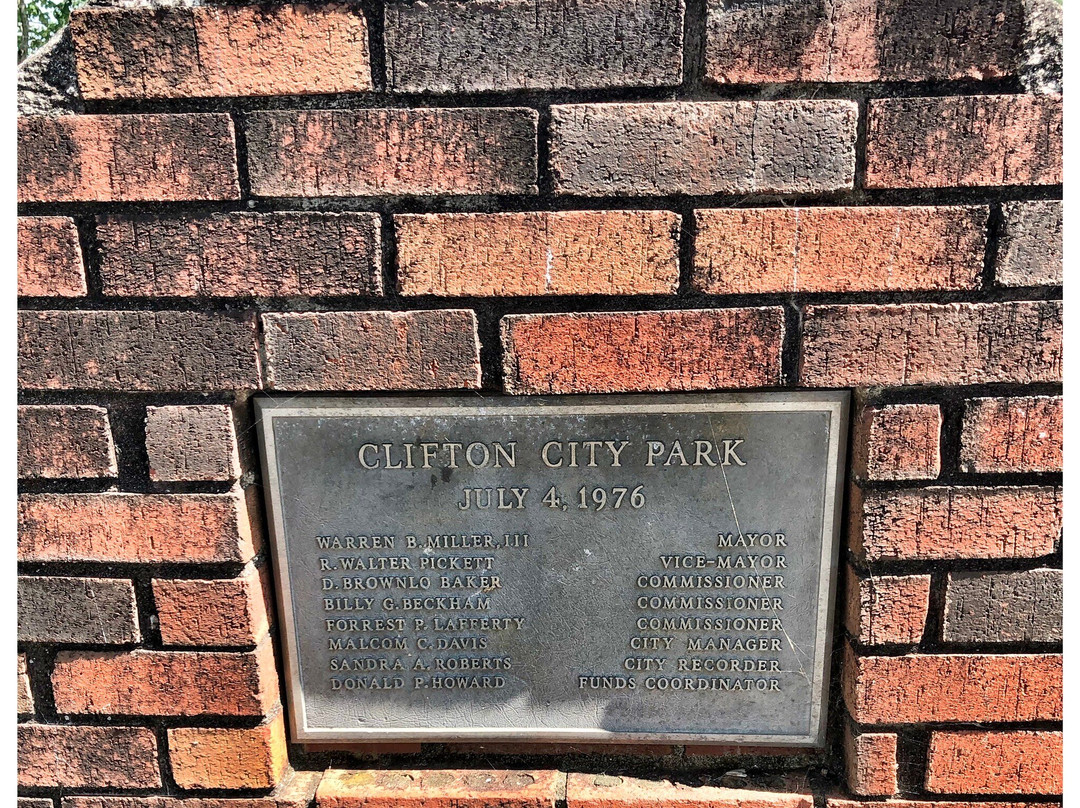 CLIFTON CITY PARK
JULY 4, 1976
WARREN B. MILLER, III MAYOR
R. WALTER PICKETT VICE-MAYOR
D. BROWNLO BAKER COMMISSIONER
BILLY G. BECKHAM COMMISSIONER
FORREST P. LAFFERTY COMMISSIONER
MALCOM C. DAVIS CITY MANAGER
SANDRA A. ROBERTS CITY RECORDER
DONALD P. HOWARD FUNDS COORDINATOR